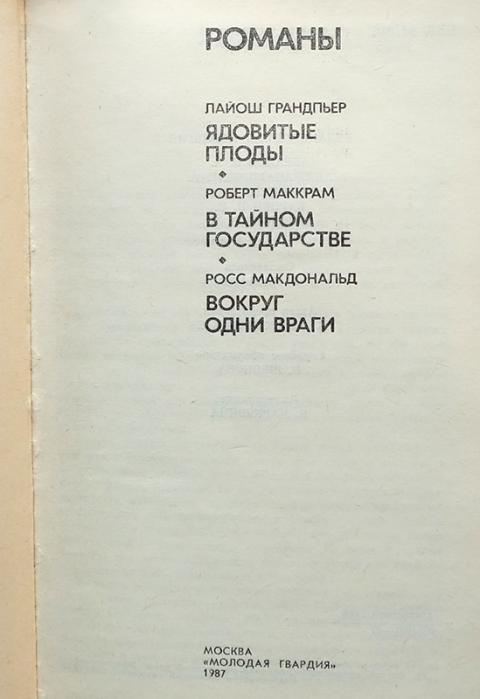 РОМАНЫ
ЛАЙОШ ГРАНДПЬЕР
ЯДОВИТЫЕ
ПЛОДЫ
РОБЕРТ МАККРАМ
В ТАЙНОМ
ГОСУДАРСТВЕ
РОСС МАКДОНАЛЬД
ВОКРУГ
ОДНИ ВРАГИ
МОСКВА
«МОЛОДАЯ ГВАРДИЯ»
1987